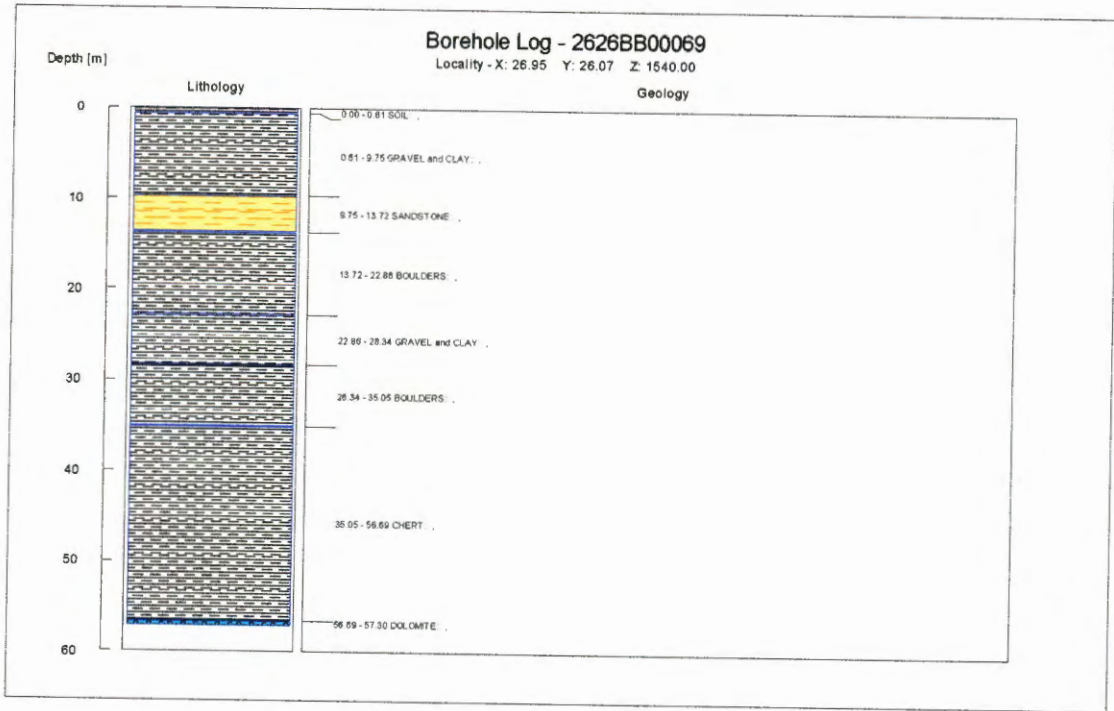 Borehole Log - 2626BB00069
Depth [m]
Locality - X: 26.95 Y: 26.07 Z: 1540.00
Lithology
Geology
0
0.00 - 0.61 SOIL: ,
0.61 - 9.75 GRAVEL and CLAY: ,
10
9.75 - 13.72 SANDSTONE: ,
13.72 - 22.86 BOULDERS: ,
20
22.86 - 28.34 GRAVEL and CLAY: ,
30
28.34 - 35.05 BOULDERS: ,
40
35.05 - 56.69 CHERT: ,
50
56.69 - 57.30 DOLOMITE: ,
60